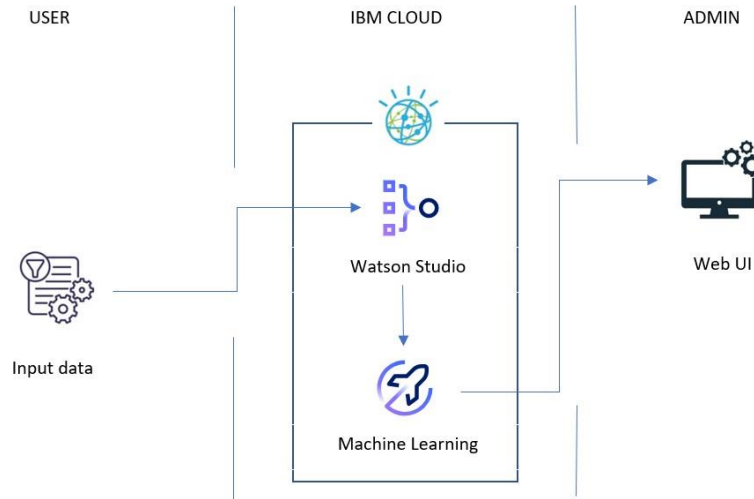 USER
IBM CLOUD
ADMIN
Watson Studio
Web UI
Input data
Machine Learning